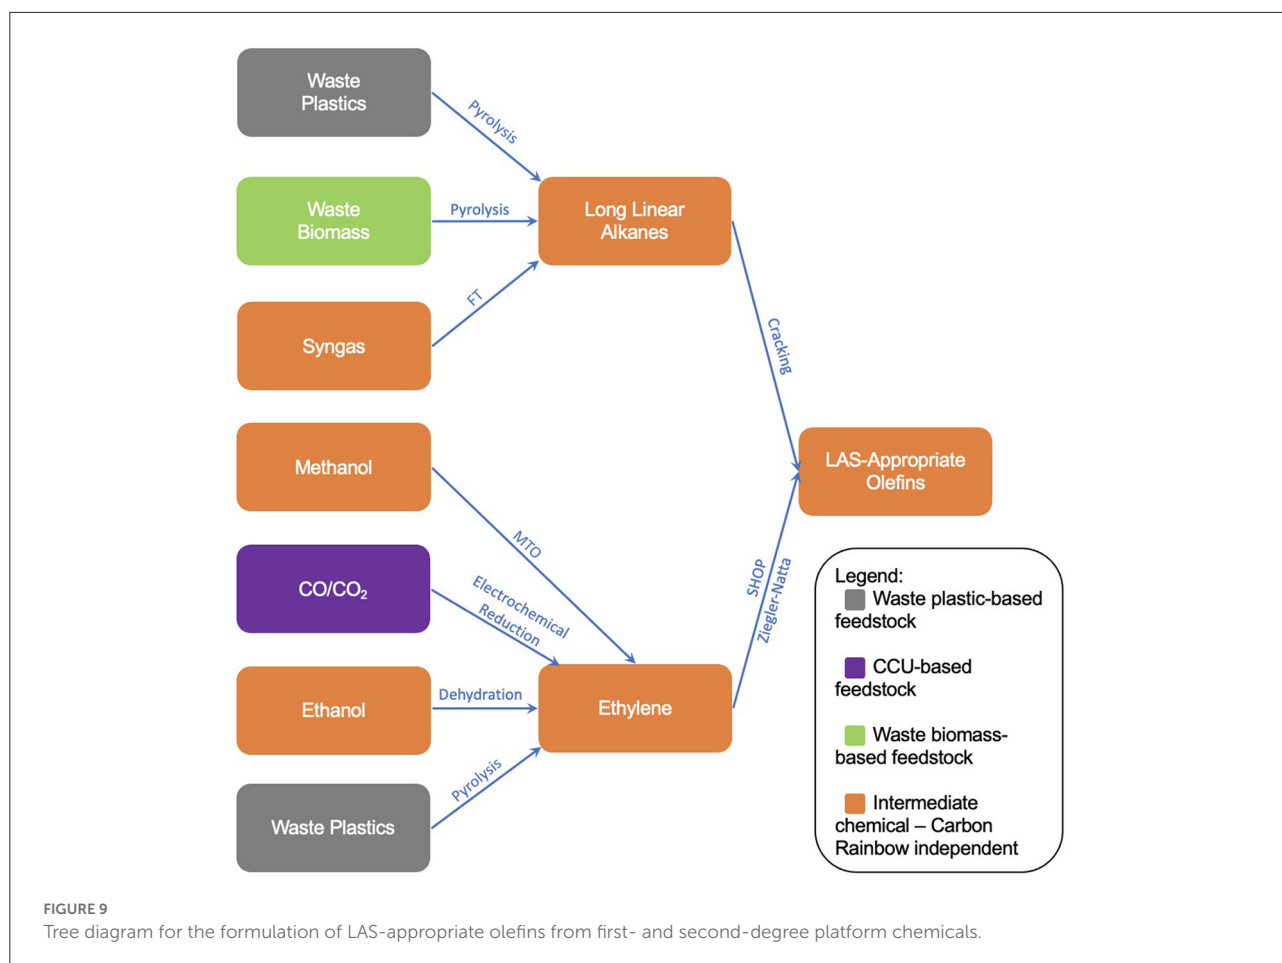 Waste
Plastics
Pyrolysis
Waste
Biomass
Pyrolysis
Long Linear
Alkanes
Syngas
FT
Cracking
Methanol
MTO
LAS-Appropriate
Olefins
CO/CO₂
Electrochemical
Reduction
SHOP
Ziegler-Natta
Ethanol
Dehydration
Ethylene
Waste Plastics
Pyrolysis
Legend:
Waste plastic-based
feedstock
CCU-based
feedstock
Waste biomass-
based feedstock
Intermediate
chemical – Carbon
Rainbow independent
FIGURE 9
Tree diagram for the formulation of LAS-appropriate olefins from first- and second-degree platform chemicals.